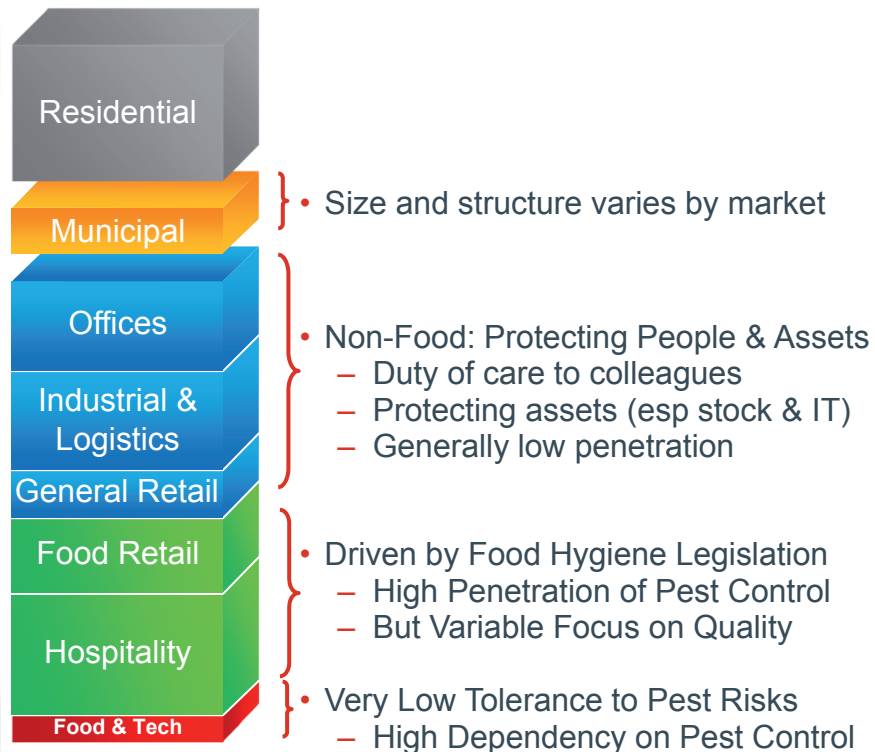 Residential
Municipal
• Size and structure varies by market
Offices
Industrial &
Logistics
General Retail
• Non-Food: Protecting People & Assets
– Duty of care to colleagues
– Protecting assets (esp stock & IT)
– Generally low penetration
Food Retail
Hospitality
• Driven by Food Hygiene Legislation
– High Penetration of Pest Control
– But Variable Focus on Quality
Food & Tech
• Very Low Tolerance to Pest Risks
– High Dependency on Pest Control